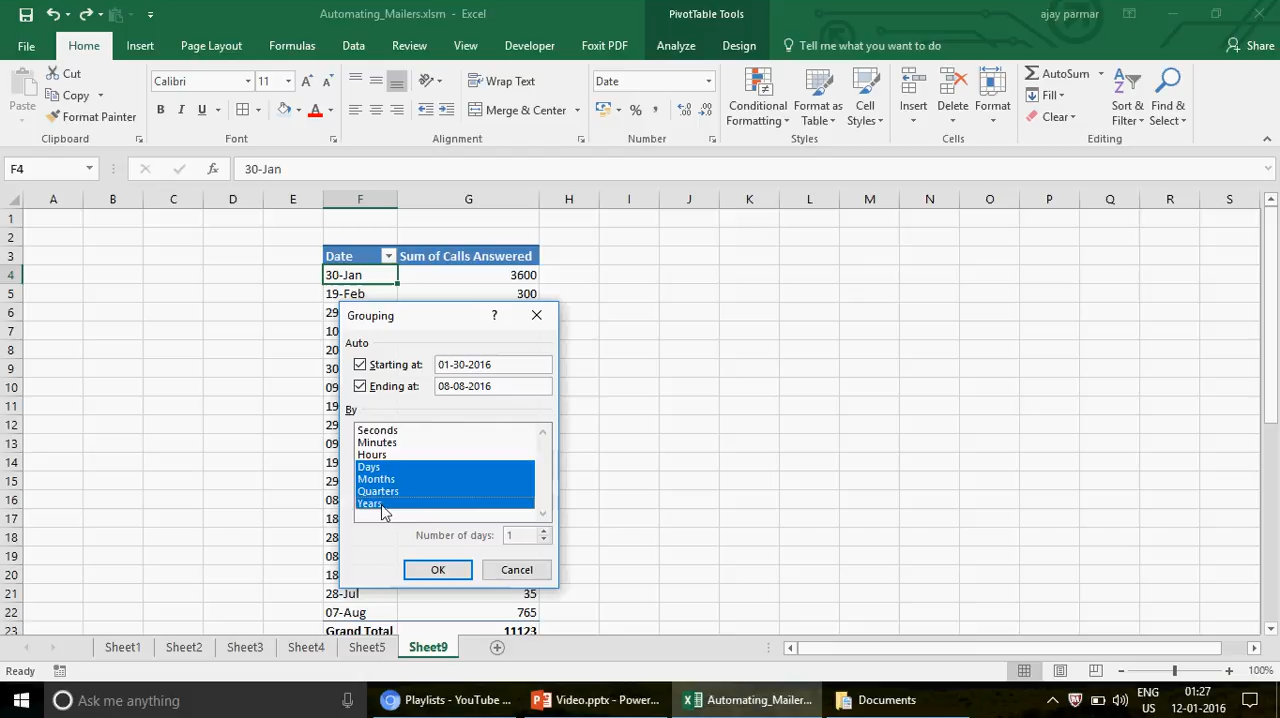 Automating_Mailers.xlsm - Excel
PivotTable Tools
ajay parmar
File Home Insert Page Layout Formulas Data Review View Developer Foxit PDF Analyze Design Tell me what you want to do Share
Paste
Cut
Copy
Format Painter
Clipboard
Calibri 11
B I U
Font
Wrap Text
Merge & Center
Alignment
Date
%
Number
Conditional Formatting
Format as Table
Cell Styles
Styles
Insert
Delete
Format
Cells
AutoSum
Fill
Clear
Sort & Filter
Find & Select
Editing
F4 fx 30-Jan
A B C D E F G H I J K L M N O P Q R S
1
2
3 Date Sum of Calls Answered
4 30-Jan 3600
5 19-Feb 300
6 29
7 10
8 20
9 30
10 09
11 19
12 29
13 09
14 19
15 29
16 08
17 18
18 28
19 08
20 18
21 28-Jul 35
22 07-Aug 765
23 Grand Total 11123
Grouping ?
Auto
Starting at: 01-30-2016
Ending at: 08-08-2016
By
Seconds
Minutes
Hours
Days
Months
Quarters
Years
Number of days: 1
OK Cancel
Sheet1 Sheet2 Sheet3 Sheet4 Sheet5 Sheet9
Ready 100%
Ask me anything Playlists - YouTube ... Video.pptx - Power... Automating_Mailer... Documents
ENG 01:27
US 12-01-2016